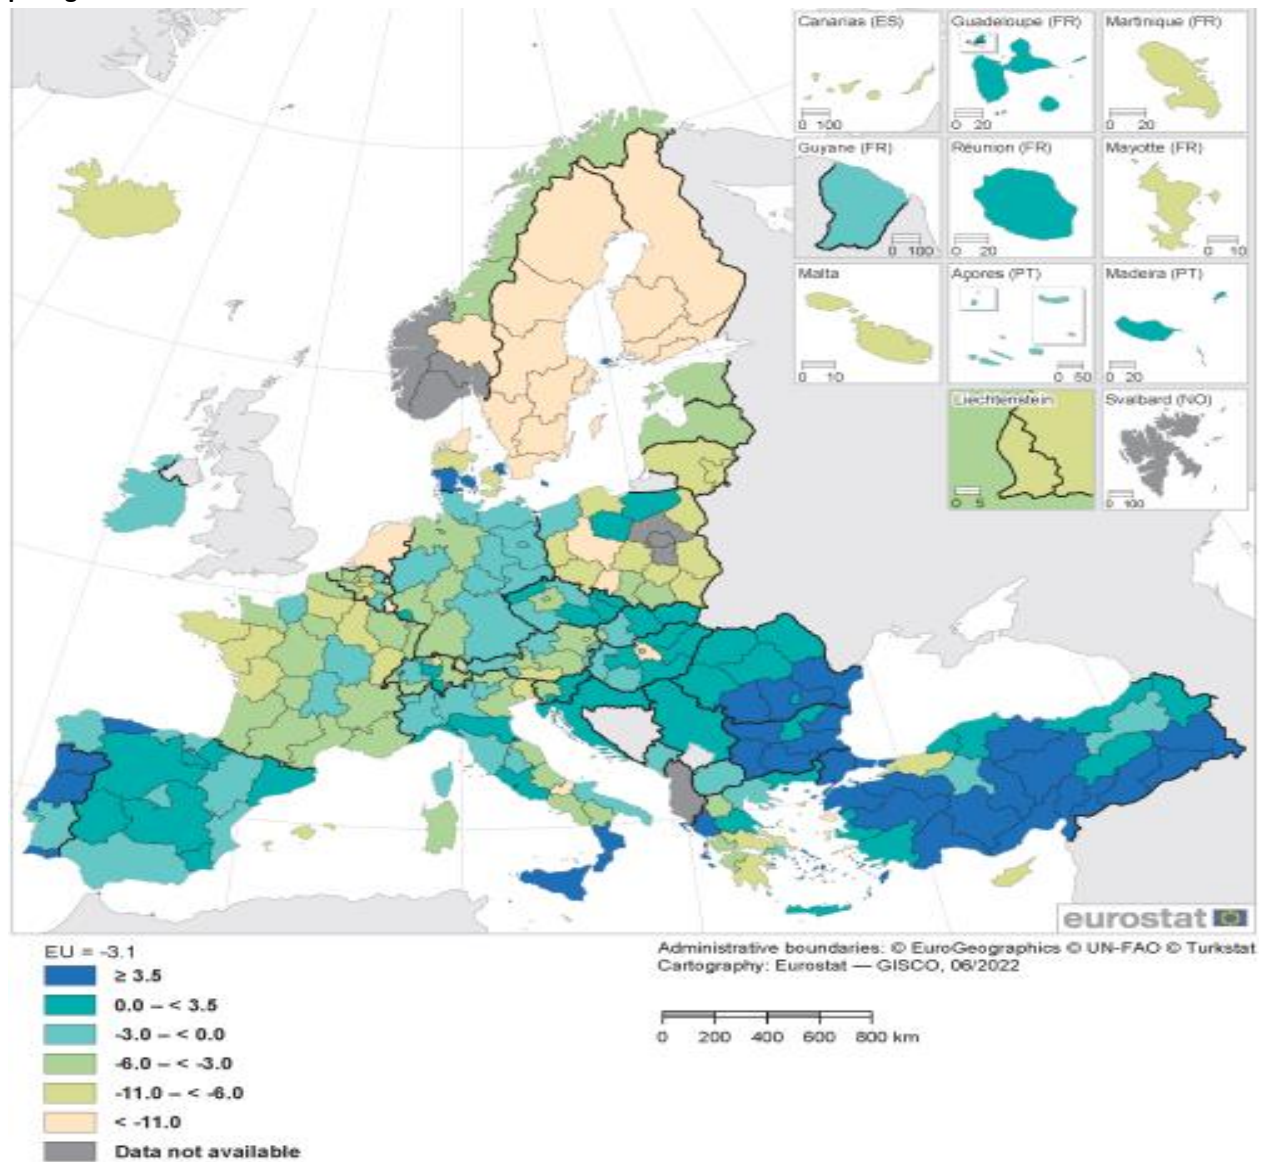 Canarias (ES)
0 100
Guadeloupe (FR)
0 20
Martinique (FR)
0 20
Guyane (FR)
0 100
Réunion (FR)
0 20
Mayotte (FR)
0 10
Malta
0 10
Açores (PT)
0 50
Madeira (PT)
0 20
Liechtenstein
0 5
Svalbard (NO)
0 100
eurostat
EU = -3.1
≥ 3.5
0.0 – < 3.5
-3.0 – < 0.0
-6.0 – < -3.0
-11.0 – < -6.0
< -11.0
Data not available
Administrative boundaries: © EuroGeographics © UN-FAO © Turkstat
Cartography: Eurostat — GISCO, 06/2022
0 200 400 600 800 km